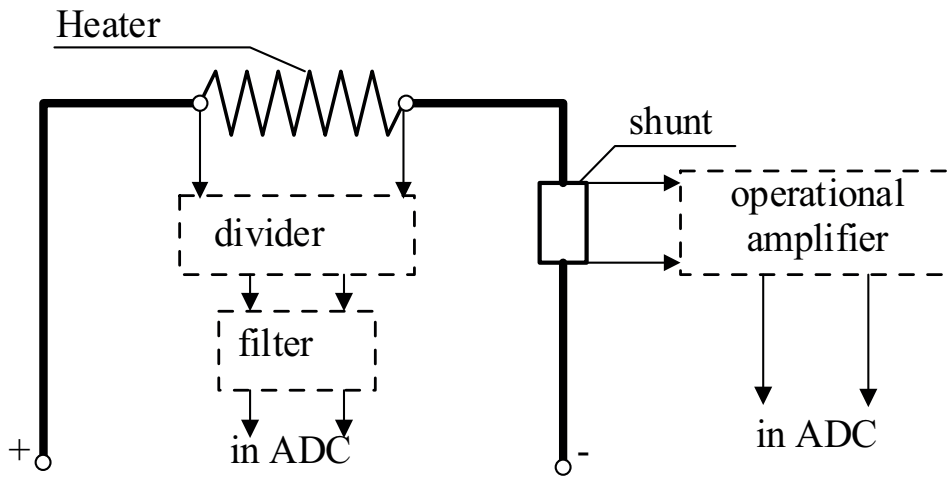 Heater
shunt
divider
operational
amplifier
filter
in ADC
in ADC
+
-